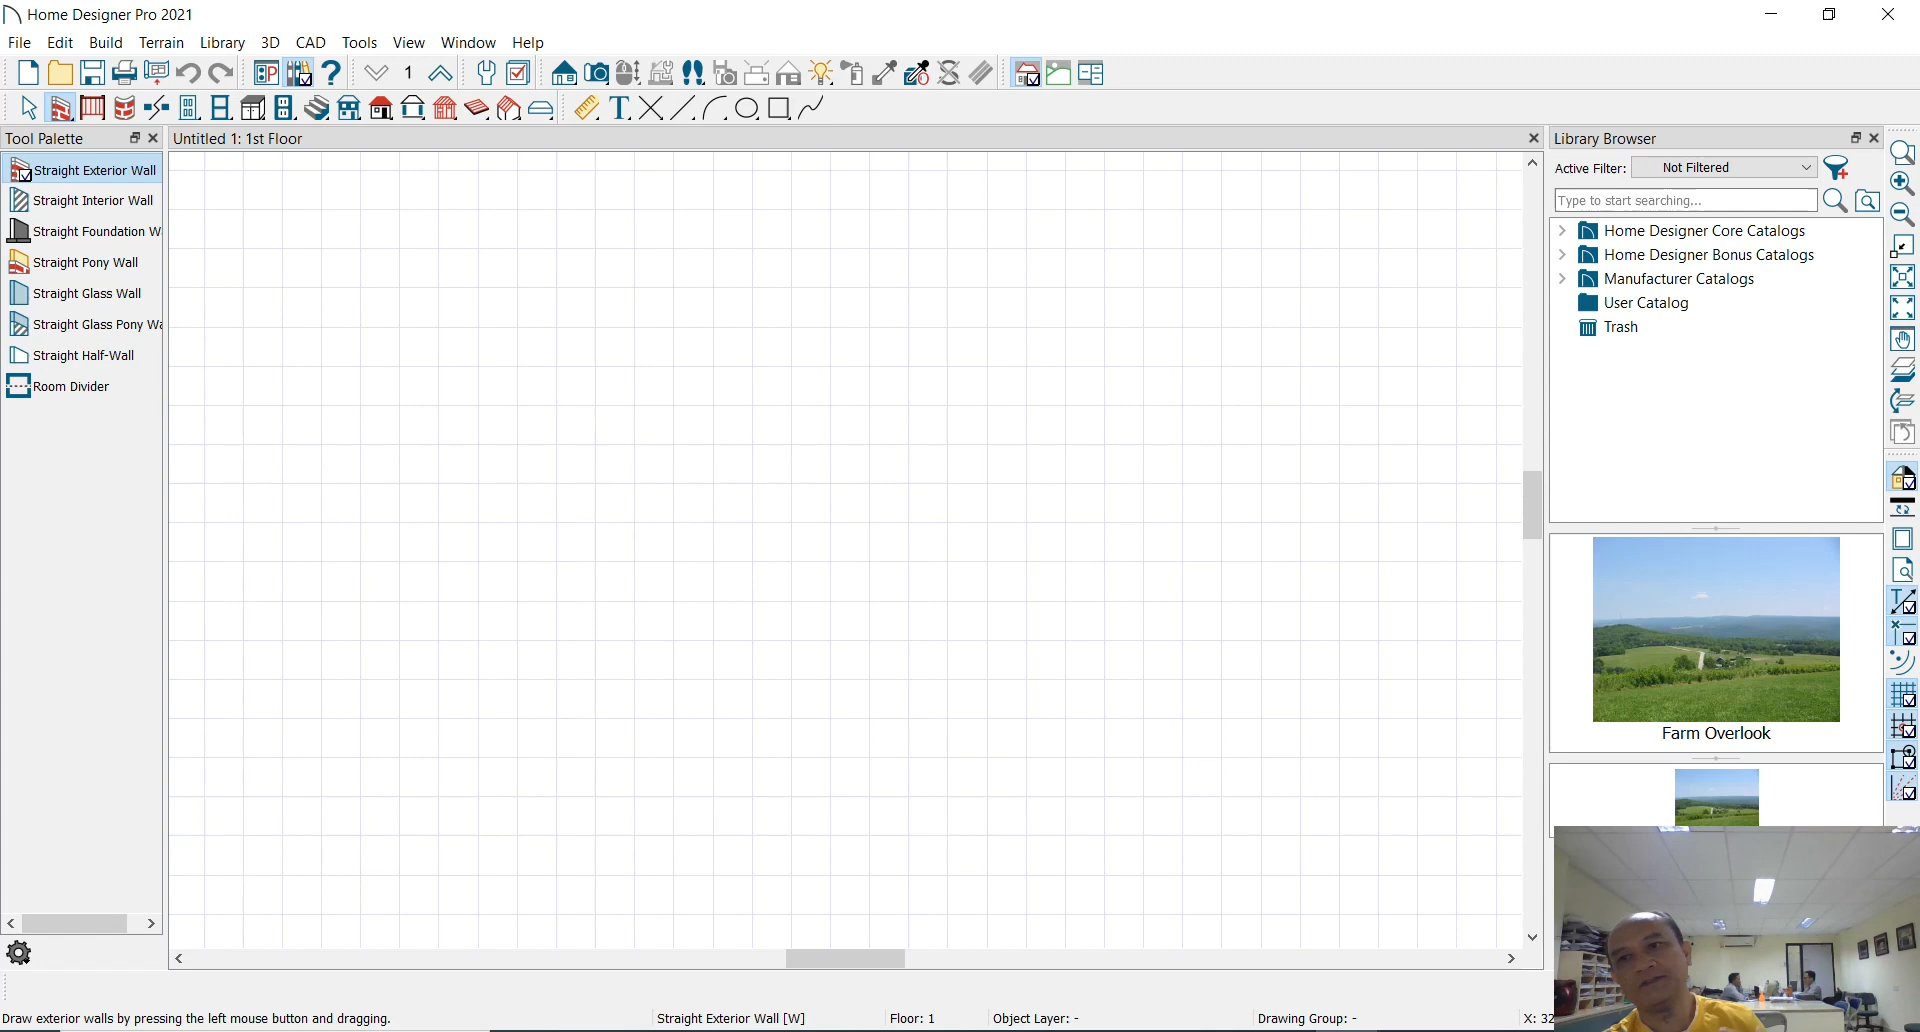 Home Designer Pro 2021
File Edit Build Terrain Library 3D CAD Tools View Window Help
1
Tool Palette
Untitled 1: 1st Floor
Library Browser
Straight Exterior Wall
Straight Interior Wall
Straight Foundation W
Straight Pony Wall
Straight Glass Wall
Straight Glass Pony Wa
Straight Half-Wall
Room Divider
Active Filter: Not Filtered
Type to start searching...
Home Designer Core Catalogs
Home Designer Bonus Catalogs
Manufacturer Catalogs
User Catalog
Trash
Farm Overlook
Draw exterior walls by pressing the left mouse button and dragging. Straight Exterior Wall [W] Floor: 1 Object Layer: - Drawing Group: - X: 32